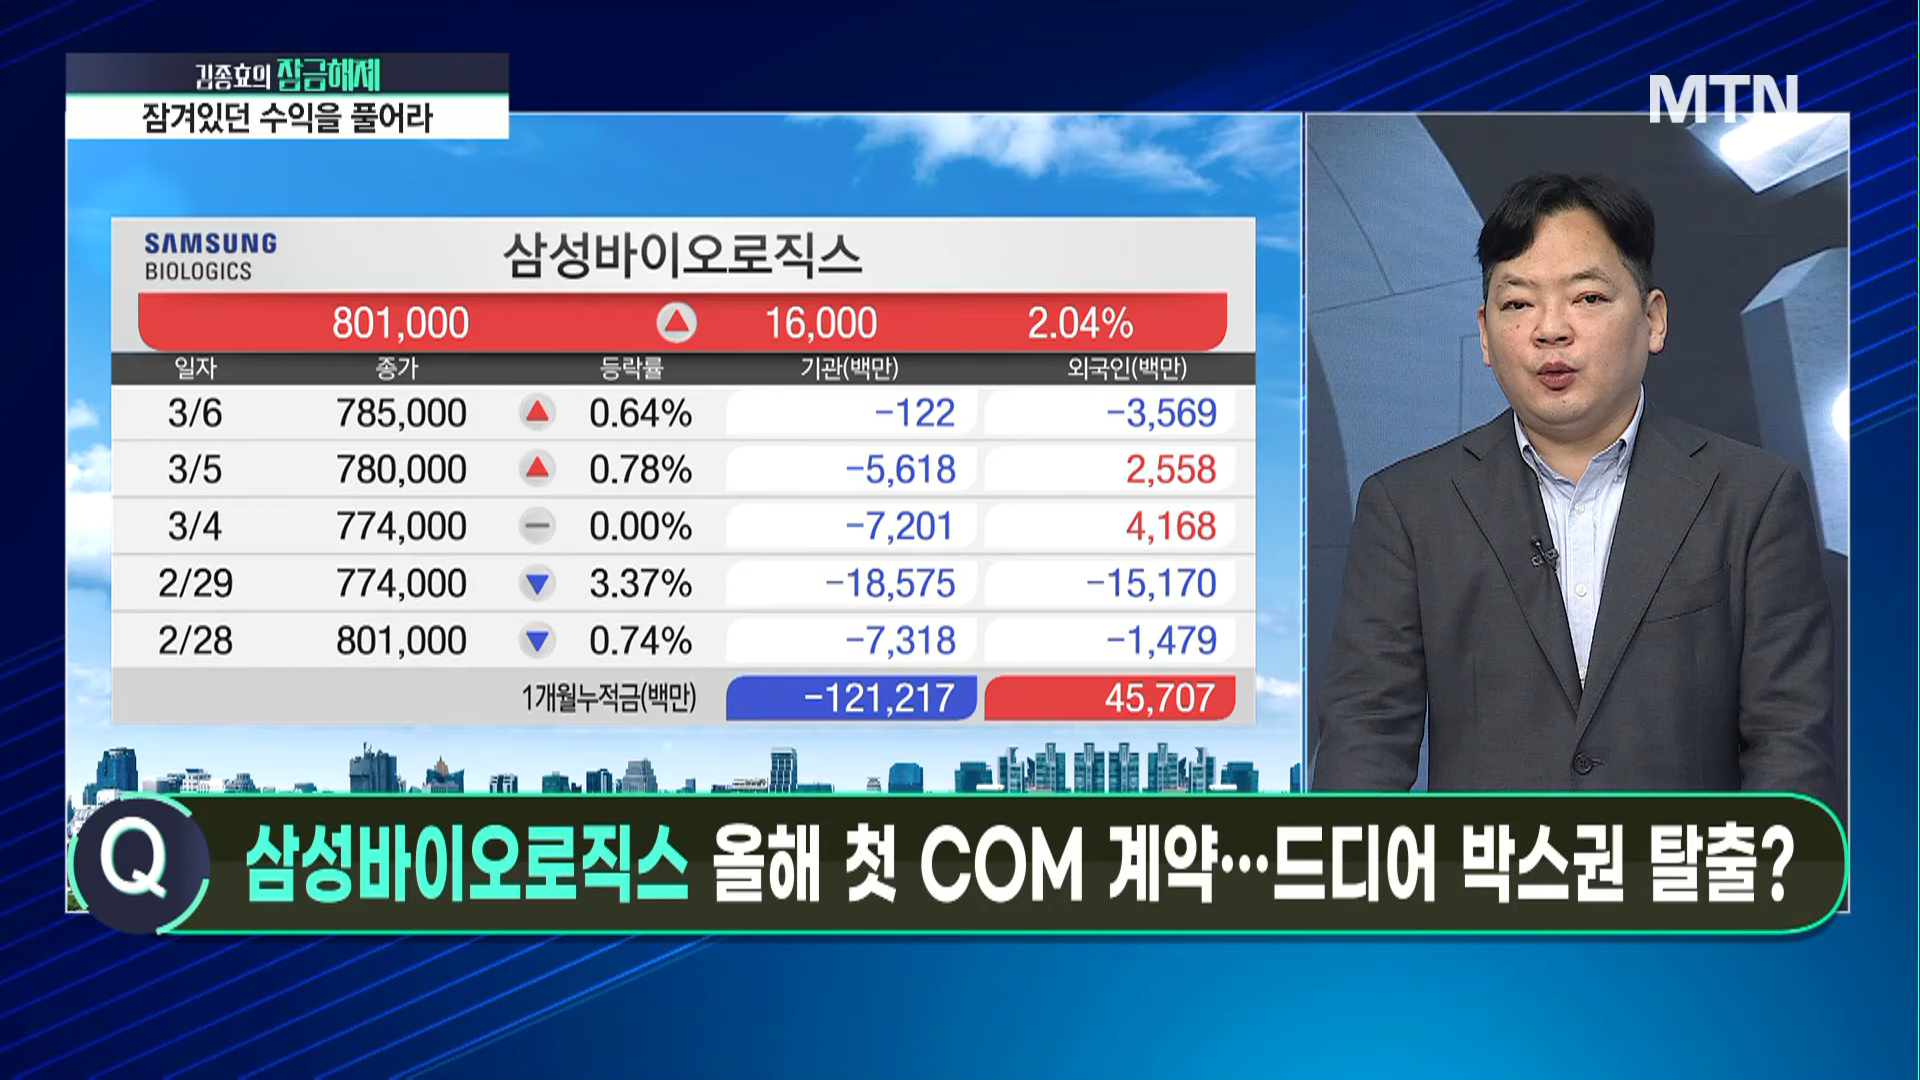 김종효의 잠금해제
잠겨있던 수익을 풀어라
MTN
SAMSUNG
BIOLOGICS
삼성바이오로직스
801,000 ▲ 16,000 2.04%
일자 종가 등락률 기관(백만) 외국인(백만)
3/6 785,000 ▲ 0.64% -122 -3,569
3/5 780,000 ▲ 0.78% -5,618 2,558
3/4 774,000 - 0.00% -7,201 4,168
2/29 774,000 ▼ 3.37% -18,575 -15,170
2/28 801,000 ▼ 0.74% -7,318 -1,479
1개월누적금(백만) -121,217 45,707
Q 삼성바이오로직스 올해 첫 COM 계약…드디어 박스권 탈출?